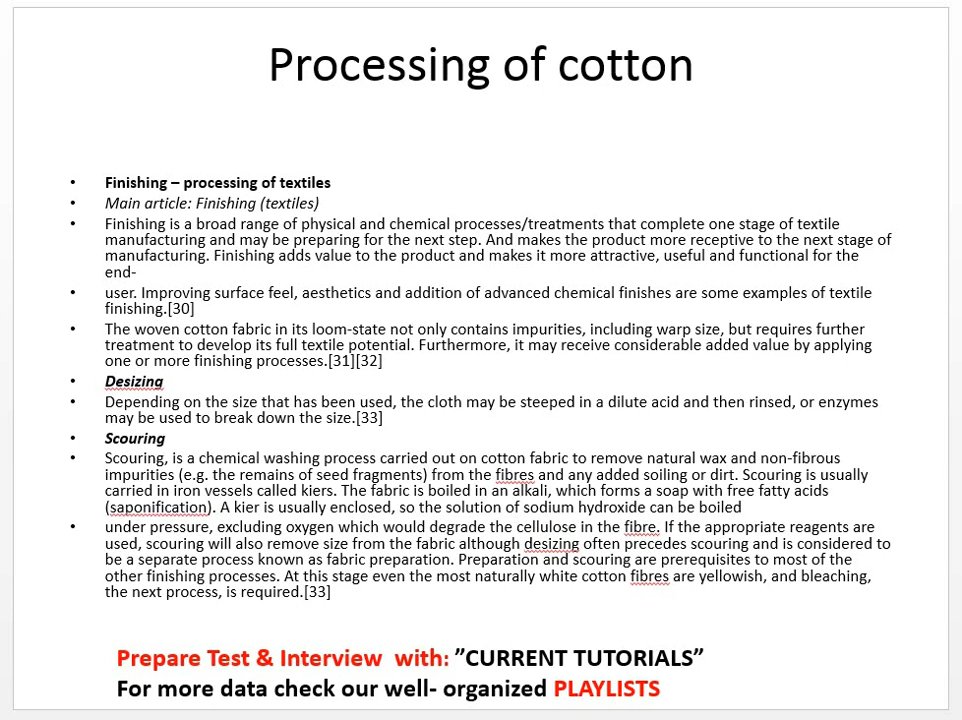 Processing of cotton
• Finishing – processing of textiles
• Main article: Finishing (textiles)
• Finishing is a broad range of physical and chemical processes/treatments that complete one stage of textile
manufacturing and may be preparing for the next step. And makes the product more receptive to the next stage of
manufacturing. Finishing adds value to the product and makes it more attractive, useful and functional for the
end-
• user. Improving surface feel, aesthetics and addition of advanced chemical finishes are some examples of textile
finishing.[30]
• The woven cotton fabric in its loom-state not only contains impurities, including warp size, but requires further
treatment to develop its full textile potential. Furthermore, it may receive considerable added value by applying
one or more finishing processes.[31][32]
• Desizing
• Depending on the size that has been used, the cloth may be steeped in a dilute acid and then rinsed, or enzymes
may be used to break down the size.[33]
• Scouring
• Scouring, is a chemical washing process carried out on cotton fabric to remove natural wax and non-fibrous
impurities (e.g. the remains of seed fragments) from the fibres and any added soiling or dirt. Scouring is usually
carried in iron vessels called kiers. The fabric is boiled in an alkali, which forms a soap with free fatty acids
(saponification). A kier is usually enclosed, so the solution of sodium hydroxide can be boiled
• under pressure, excluding oxygen which would degrade the cellulose in the fibre. If the appropriate reagents are
used, scouring will also remove size from the fabric although desizing often precedes scouring and is considered to
be a separate process known as fabric preparation. Preparation and scouring are prerequisites to most of the
other finishing processes. At this stage even the most naturally white cotton fibres are yellowish, and bleaching,
the next process, is required.[33]
Prepare Test & Interview with: ”CURRENT TUTORIALS”
For more data check our well- organized PLAYLISTS